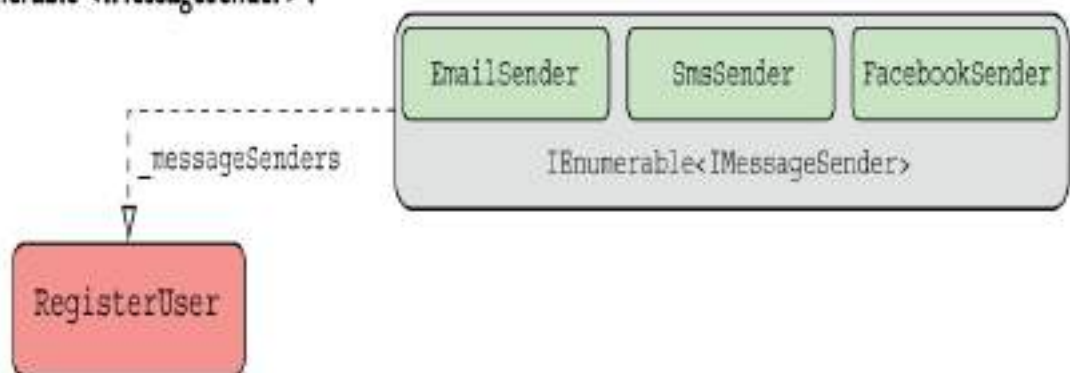 EmailSender
SmsSender
FacebookSender
IEnumerable<IMessageSender>
_messageSenders
RegisterUser